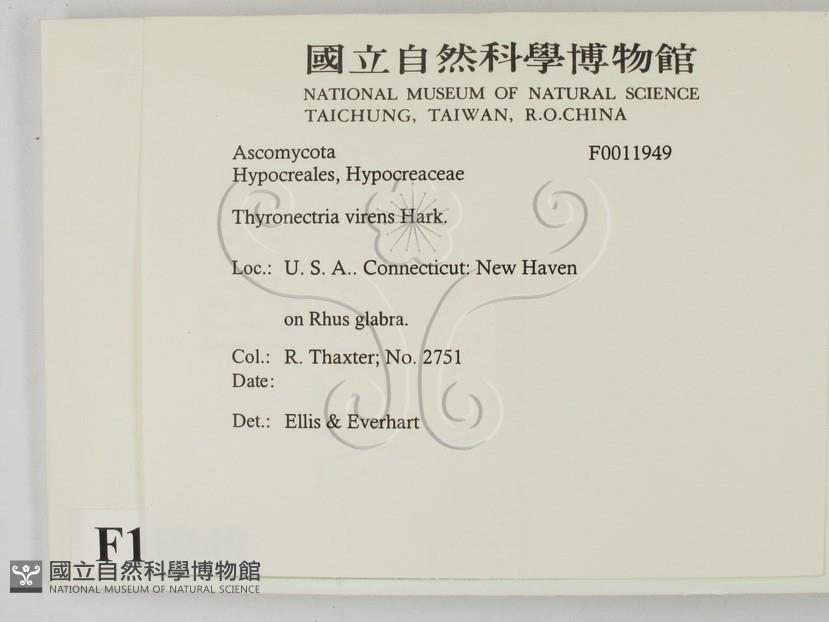 國立自然科學博物館
NATIONAL MUSEUM OF NATURAL SCIENCE
TAICHUNG, TAIWAN, R.O.CHINA
Ascomycota F0011949
Hypocreales, Hypocreaceae
Thyronectria virens Hark.
Loc.: U. S. A.. Connecticut: New Haven
on Rhus glabra.
Col.: R. Thaxter; No. 2751
Date:
Det.: Ellis & Everhart
F1
國立自然科學博物館
NATIONAL MUSEUM OF NATURAL SCIENCE